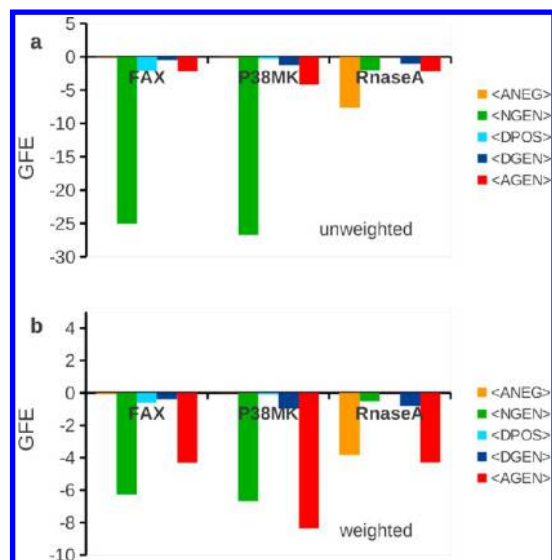 a
5
0
-5
-10
-15
-20
-25
-30
GFE
FAX P38MK RnaseA
unweighted
<ANEG>
<NGEN>
<DPOS>
<DGEN>
<AGEN>
b
4
2
0
-2
-4
-6
-8
-10
GFE
FAX P38MK RnaseA
weighted
<ANEG>
<NGEN>
<DPOS>
<DGEN>
<AGEN>